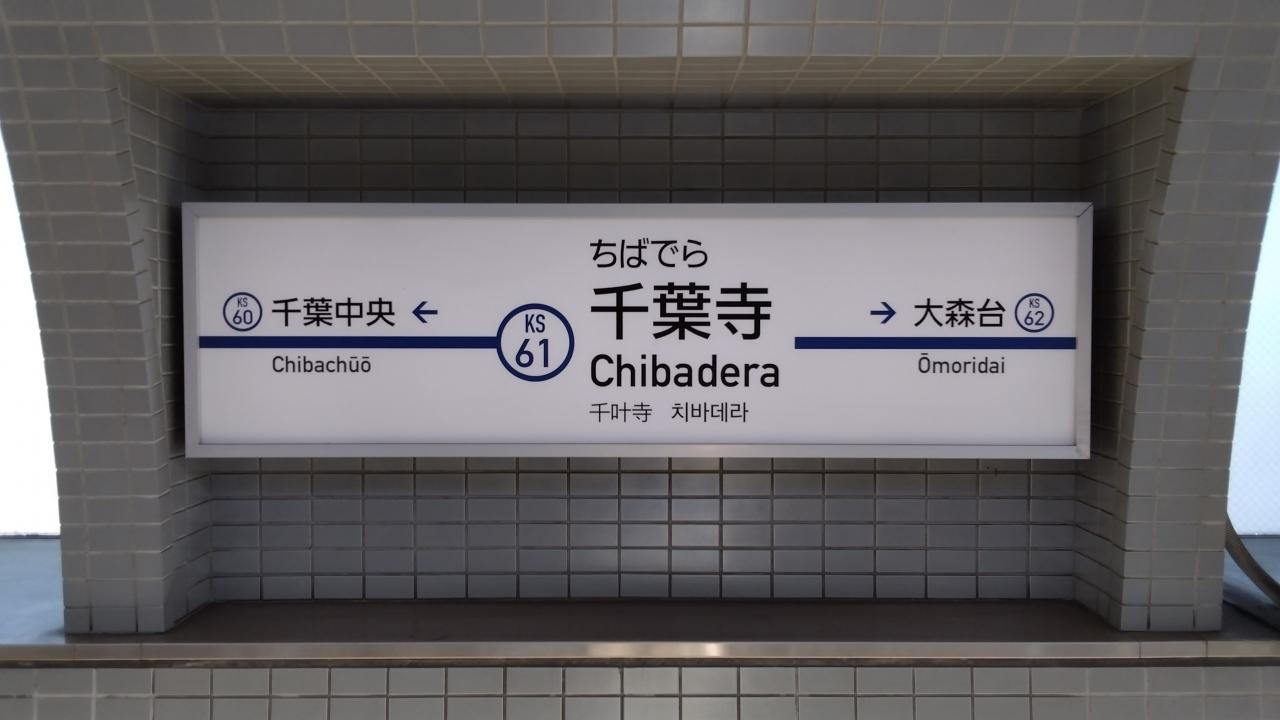 KS
60
千葉中央 ←
Chibachūō
KS
61
ちばでら
千葉寺
Chibadera
千叶寺 치바데라
→ 大森台
KS
62
Ōmoridai